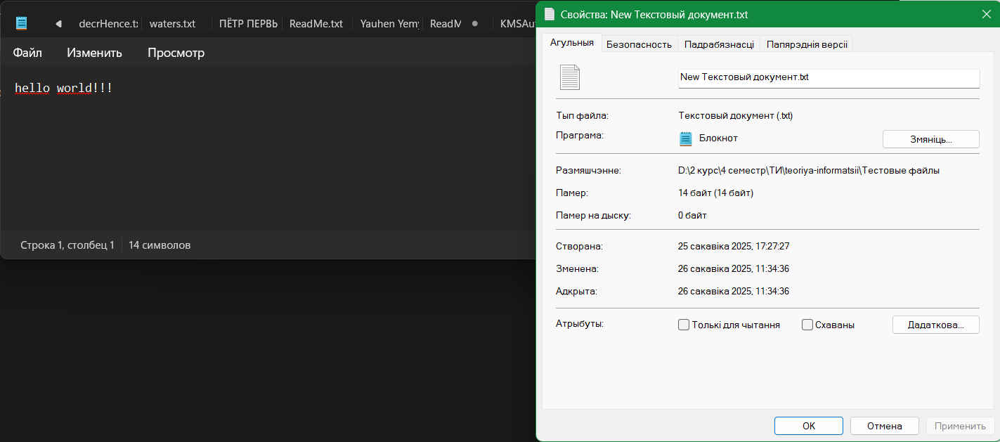 decrHence.t
waters.txt
ПЁТР ПЕРВЬ
ReadMe.txt
Yauhen Yemy
ReadM
KMSAu
Файл
Изменить
Просмотр
hello world!!!
Строка 1, столбец 1
14 символов
Свойства: New Текстовый документ.txt
Агульныя
Безопасность
Падрабязнасці
Папярэднія версіі
New Текстовый документ.txt
Тып файла: Текстовый документ (.txt)
Праграма: Блокнот Змяніць...
Размяшчэнне: D:\2 курс\4 семестр\ТИ\teoriya-informatsii\Тестовые файлы
Памер: 14 байт (14 байт)
Памер на дыску: 0 байт
Створана: 25 сакавіка 2025, 17:27:27
Зменена: 26 сакавіка 2025, 11:34:36
Адкрыта: 26 сакавіка 2025, 11:34:36
Атрыбуты: Толькі для чытання Схаваны Дадаткова...
OK Отмена Применить